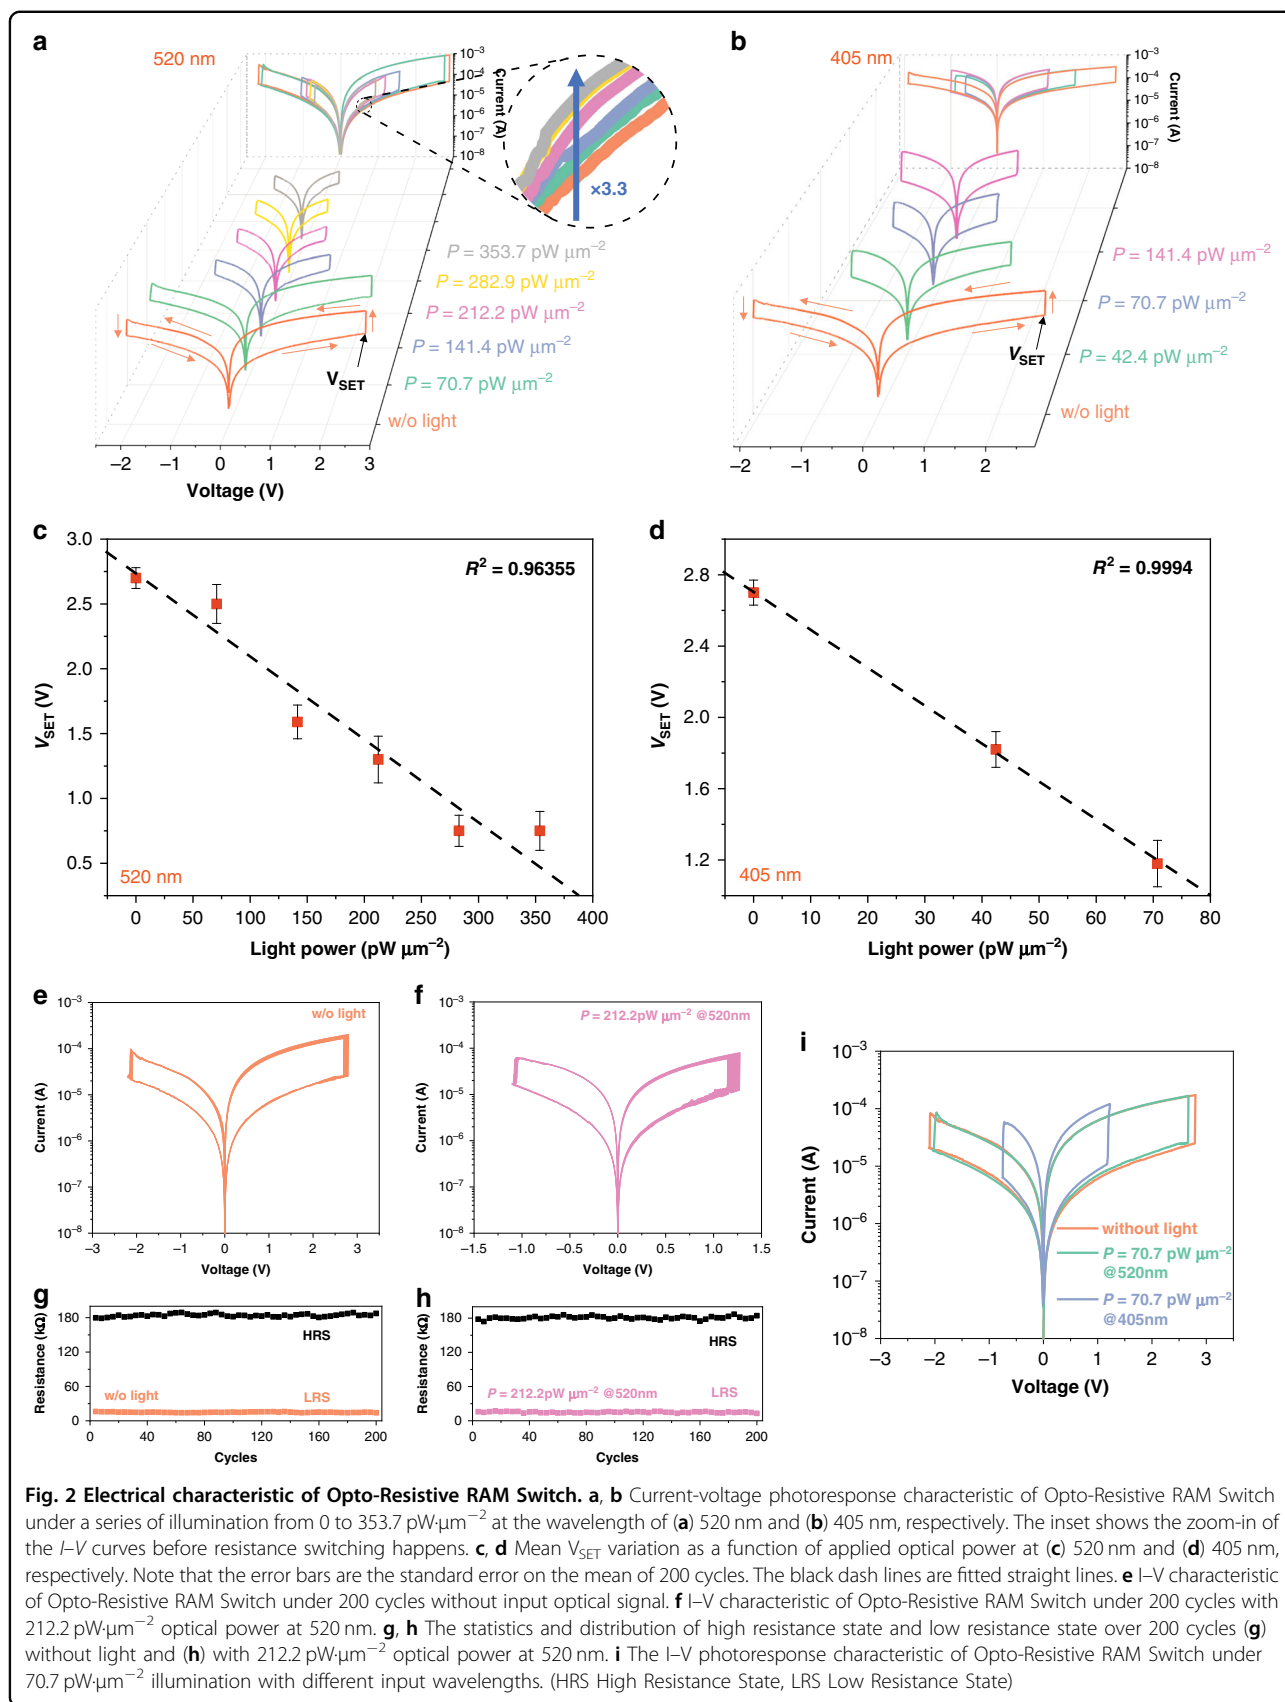 a
520 nm
10⁻³
10⁻⁴
10⁻⁵
10⁻⁶
10⁻⁷
10⁻⁸
Current (A)
×3.3
P = 353.7 pW μm⁻²
P = 282.9 pW μm⁻²
P = 212.2 pW μm⁻²
P = 141.4 pW μm⁻²
P = 70.7 pW μm⁻²
w/o light
V_SET
−2 −1 0 1 2 3
Voltage (V)
b
405 nm
10⁻³
10⁻⁴
10⁻⁵
10⁻⁶
10⁻⁷
10⁻⁸
Current (A)
P = 141.4 pW μm⁻²
P = 70.7 pW μm⁻²
P = 42.4 pW μm⁻²
w/o light
V_SET
−2 −1 0 1 2
c
3.0
2.5
2.0
1.5
1.0
0.5
V_SET (V)
R² = 0.96355
520 nm
0 50 100 150 200 250 300 350 400
Light power (pW μm⁻²)
d
2.8
2.4
2.0
1.6
1.2
V_SET (V)
R² = 0.9994
405 nm
0 10 20 30 40 50 60 70 80
Light power (pW μm⁻²)
e
10⁻³
10⁻⁴
10⁻⁵
10⁻⁶
10⁻⁷
10⁻⁸
Current (A)
w/o light
−3 −2 −1 0 1 2 3
Voltage (V)
f
10⁻³
10⁻⁴
10⁻⁵
10⁻⁶
10⁻⁷
10⁻⁸
Current (A)
P = 212.2pW μm⁻² @520nm
−1.5 −1.0 −0.5 0.0 0.5 1.0 1.5
Voltage (V)
g
180
120
60
0
Resistance (kΩ)
HRS
w/o light LRS
0 40 80 120 160 200
Cycles
h
180
120
60
0
Resistance (kΩ)
HRS
P = 212.2pW μm⁻² @520nm LRS
0 40 80 120 160 200
Cycles
i
10⁻³
10⁻⁴
10⁻⁵
10⁻⁶
10⁻⁷
10⁻⁸
Current (A)
without light
P = 70.7 pW μm⁻²
@520nm
P = 70.7 pW μm⁻²
@405nm
−3 −2 −1 0 1 2 3
Voltage (V)
Fig. 2 Electrical characteristic of Opto-Resistive RAM Switch. a, b Current-voltage photoresponse characteristic of Opto-Resistive RAM Switch
under a series of illumination from 0 to 353.7 pW·μm⁻² at the wavelength of (a) 520 nm and (b) 405 nm, respectively. The inset shows the zoom-in of
the I–V curves before resistance switching happens. c, d Mean V_SET variation as a function of applied optical power at (c) 520 nm and (d) 405 nm,
respectively. Note that the error bars are the standard error on the mean of 200 cycles. The black dash lines are fitted straight lines. e I–V characteristic
of Opto-Resistive RAM Switch under 200 cycles without input optical signal. f I–V characteristic of Opto-Resistive RAM Switch under 200 cycles with
212.2 pW·μm⁻² optical power at 520 nm. g, h The statistics and distribution of high resistance state and low resistance state over 200 cycles (g)
without light and (h) with 212.2 pW·μm⁻² optical power at 520 nm. i The I–V photoresponse characteristic of Opto-Resistive RAM Switch under
70.7 pW·μm⁻² illumination with different input wavelengths. (HRS High Resistance State, LRS Low Resistance State)